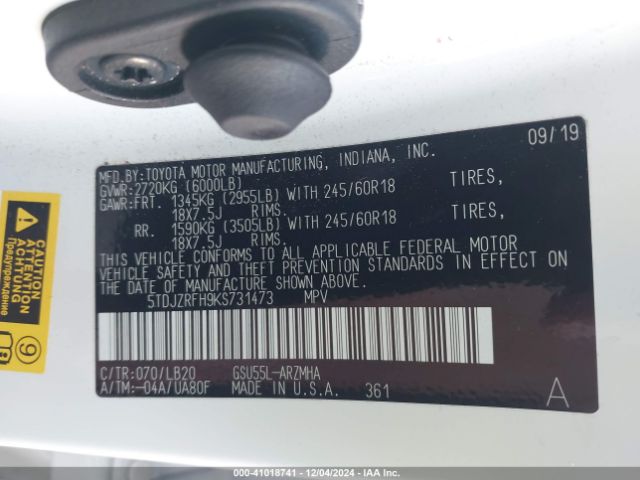 09/19
MFD.BY:TOYOTA MOTOR MANUFACTURING, INDIANA, INC.
GVWR:2720KG (6000LB)
GAWR:FRT. 1345KG (2955LB) WITH 245/60R18 TIRES,
18X7.5J RIMS.
RR. 1590KG (3505LB) WITH 245/60R18 TIRES,
18X7.5J RIMS.
THIS VEHICLE CONFORMS TO ALL APPLICABLE FEDERAL MOTOR
VEHICLE SAFETY AND THEFT PREVENTION STANDARDS IN EFFECT ON
THE DATE OF MANUFACTURE SHOWN ABOVE.
5TDJZRFH9KS731473 MPV
C/TR:070/LB20 GSU55L-ARZMHA
A/TM:-04A/UA80F MADE IN U.S.A. 361 A
CAUTION
ATTENTION
ACHTUNG
Предупреждение
9
000-41018741 - 12/04/2024 - IAAI.COM